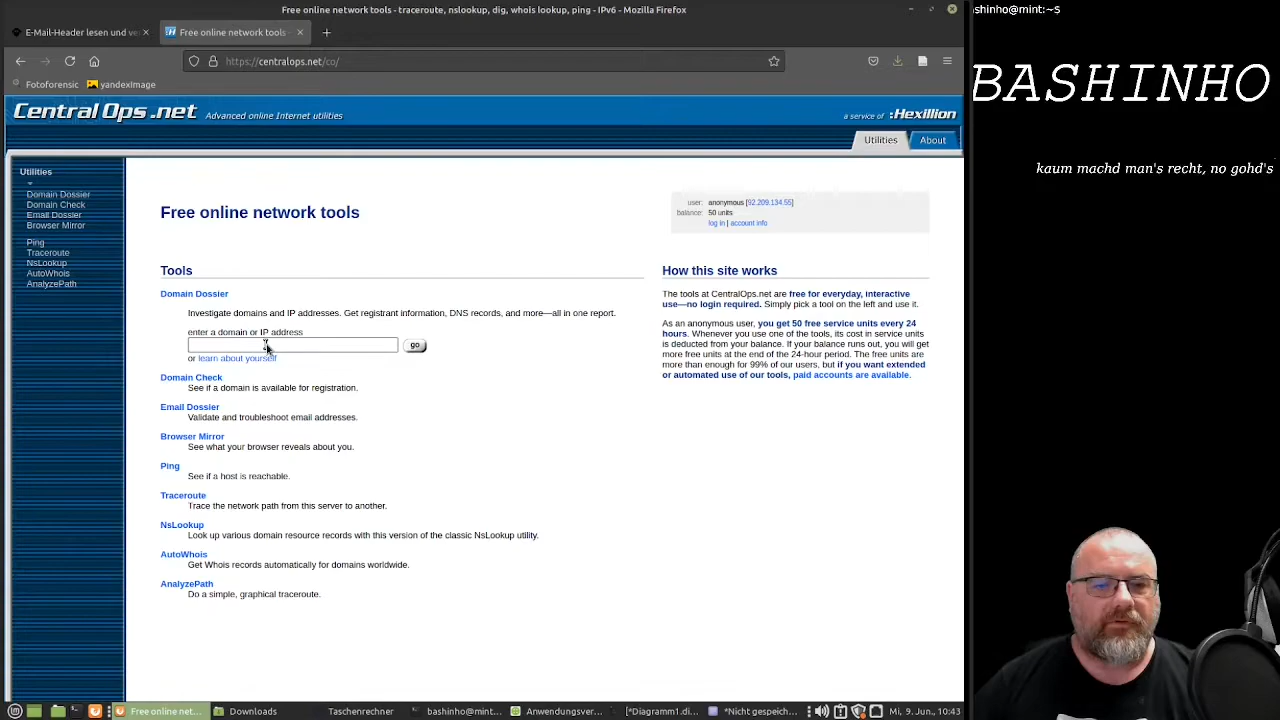 Free online network tools - traceroute, nslookup, dig, whois lookup, ping - IPv6 - Mozilla Firefox
ashinho@mint:~$
E-Mail-Header lesen und ve
Free online network tools -
https://centralops.net/co/
Fotoforensic
yandexImage
BASHINHO
kaum machd man's recht, no gohd's
CentralOps.net Advanced online Internet utilities
a service of :Hexillion
Utilities
About
Utilities
Domain Dossier
Domain Check
Email Dossier
Browser Mirror
Ping
Traceroute
NsLookup
AutoWhois
AnalyzePath
Free online network tools
user: anonymous [92.209.134.55]
balance: 50 units
log in | account info
Tools
Domain Dossier
Investigate domains and IP addresses. Get registrant information, DNS records, and more—all in one report.
enter a domain or IP address
go
or learn about yourself
Domain Check
See if a domain is available for registration.
Email Dossier
Validate and troubleshoot email addresses.
Browser Mirror
See what your browser reveals about you.
Ping
See if a host is reachable.
Traceroute
Trace the network path from this server to another.
NsLookup
Look up various domain resource records with this version of the classic NsLookup utility.
AutoWhois
Get Whois records automatically for domains worldwide.
AnalyzePath
Do a simple, graphical traceroute.
How this site works
The tools at CentralOps.net are free for everyday, interactive
use—no login required. Simply pick a tool on the left and use it.
As an anonymous user, you get 50 free service units every 24
hours. Whenever you use one of the tools, its cost in service units
is deducted from your balance. If your balance runs out, you will
get more free units at the end of the 24-hour period. The free units are
more than enough for 99% of our users, but if you want extended
or automated use of our tools, paid accounts are available.
Free online net...
Downloads
Taschenrechner
bashinho@mint...
Anwendungsver...
[*Diagramm1.di...
*Nicht gespeich...
Mi, 9. Jun., 10:43